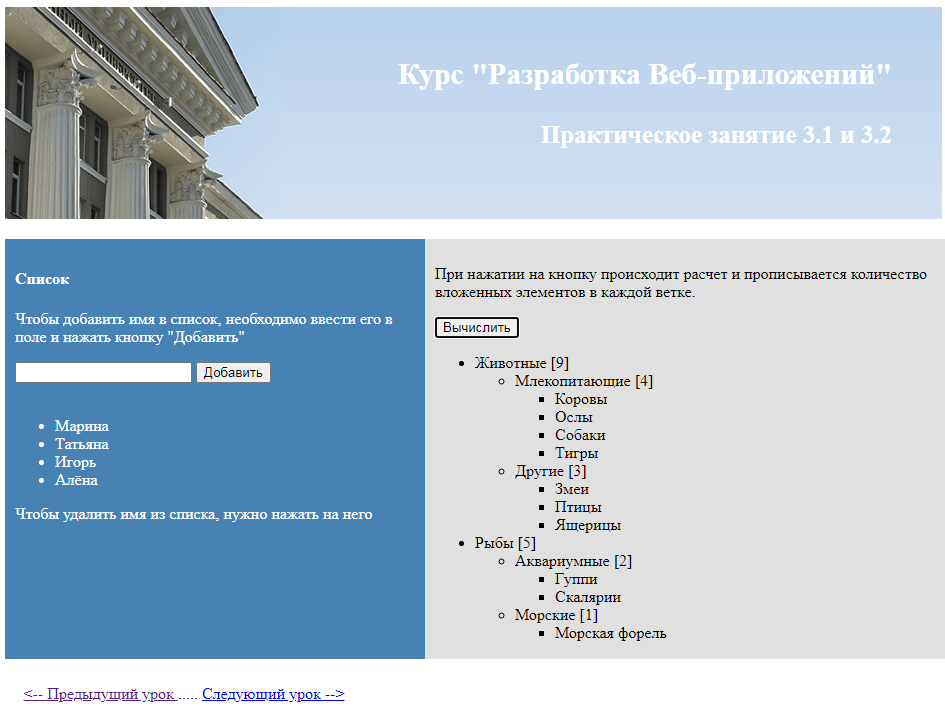 Курс "Разработка Веб-приложений"
Практическое занятие 3.1 и 3.2
Список
Чтобы добавить имя в список, необходимо ввести его в
поле и нажать кнопку "Добавить"
Добавить
Марина
Татьяна
Игорь
Алёна
Чтобы удалить имя из списка, нужно нажать на него
При нажатии на кнопку происходит расчет и прописывается количество
вложенных элементов в каждой ветке.
Вычислить
Животные [9]
Млекопитающие [4]
Коровы
Ослы
Собаки
Тигры
Другие [3]
Змеи
Птицы
Ящерицы
Рыбы [5]
Аквариумные [2]
Гуппи
Скалярии
Морские [1]
Морская форель
<-- Предыдущий урок ..... Следующий урок -->